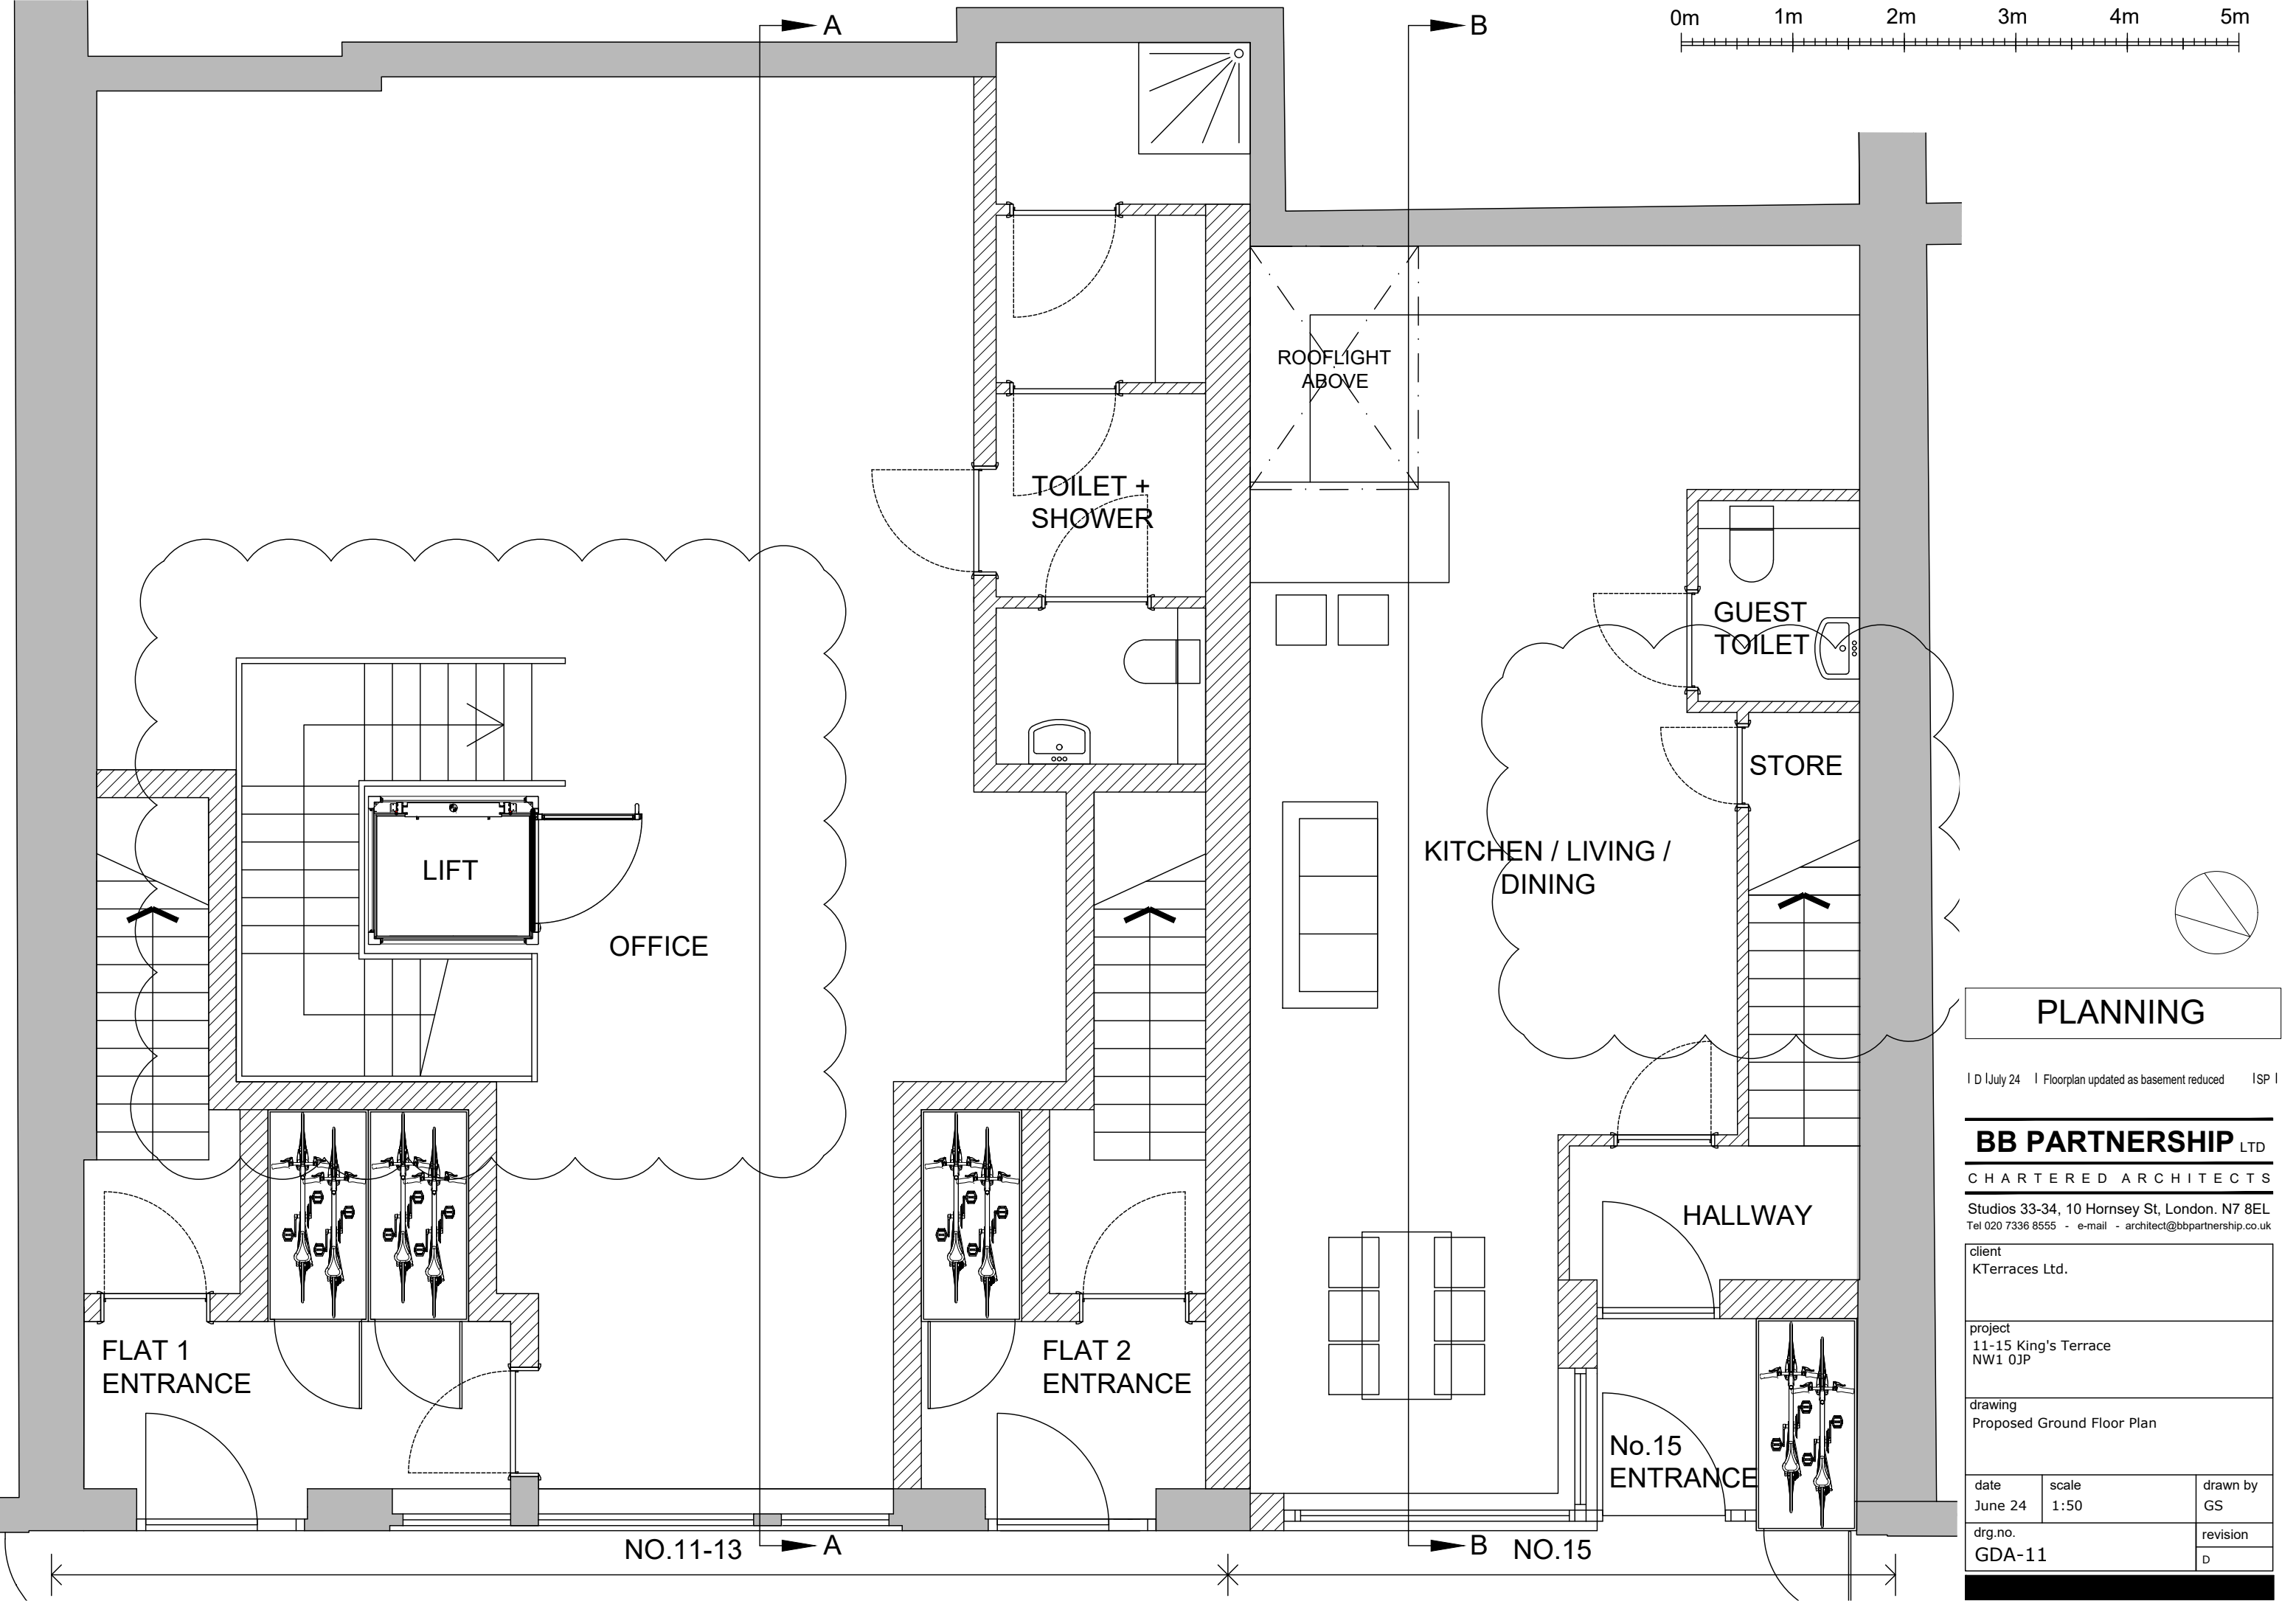 A
B
0m 1m 2m 3m 4m 5m
ROOFLIGHT
ABOVE
TOILET +
SHOWER
GUEST
TOILET
STORE
KITCHEN / LIVING /
DINING
LIFT
OFFICE
HALLWAY
FLAT 1
ENTRANCE
FLAT 2
ENTRANCE
No.15
ENTRANCE
NO.11-13
A
B
NO.15
PLANNING
D July 24 Floorplan updated as basement reduced SP
BB PARTNERSHIP LTD
CHARTERED ARCHITECTS
Studios 33-34, 10 Hornsey St, London. N7 8EL
Tel 020 7336 8555 - e-mail - architect@bbpartnership.co.uk
client
KTerraces Ltd.
project
11-15 King's Terrace
NW1 0JP
drawing
Proposed Ground Floor Plan
date scale drawn by
June 24 1:50 GS
drg.no. revision
GDA-11 D